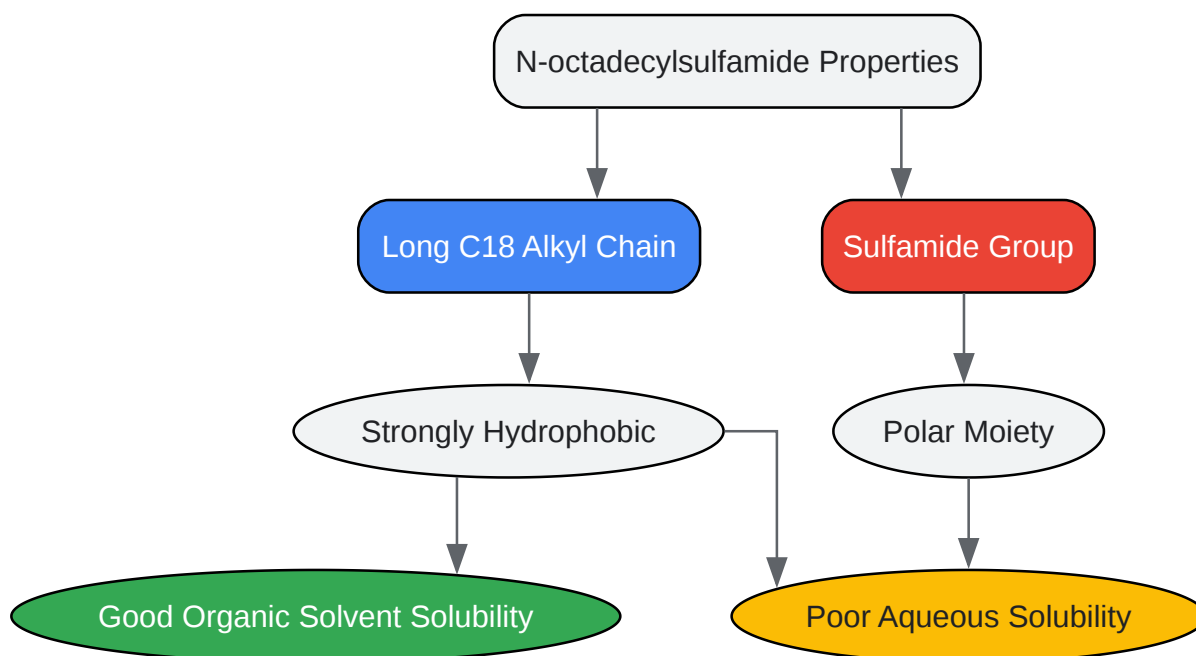 N-octadecylsulfamide Properties
Long C18 Alkyl Chain
Sulfamide Group
Strongly Hydrophobic
Polar Moiety
Good Organic Solvent Solubility
Poor Aqueous Solubility